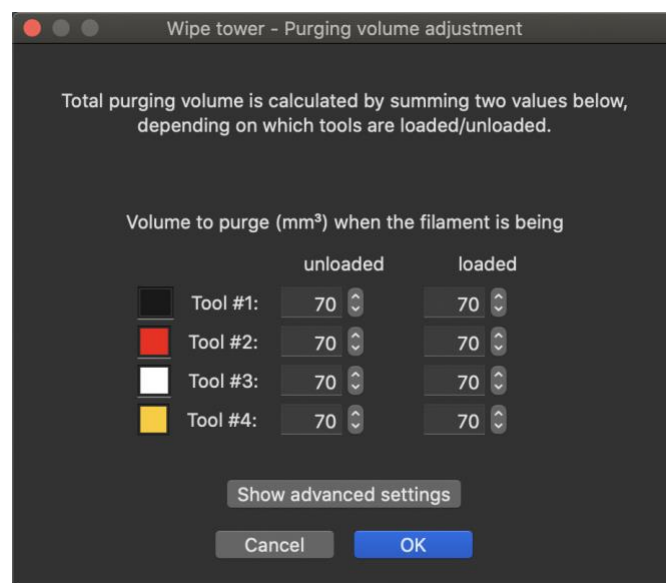 Wipe tower - Purging volume adjustment
Total purging volume is calculated by summing two values below,
depending on which tools are loaded/unloaded.
Volume to purge (mm³) when the filament is being
unloaded loaded
Tool #1: 70 70
Tool #2: 70 70
Tool #3: 70 70
Tool #4: 70 70
Show advanced settings
Cancel OK